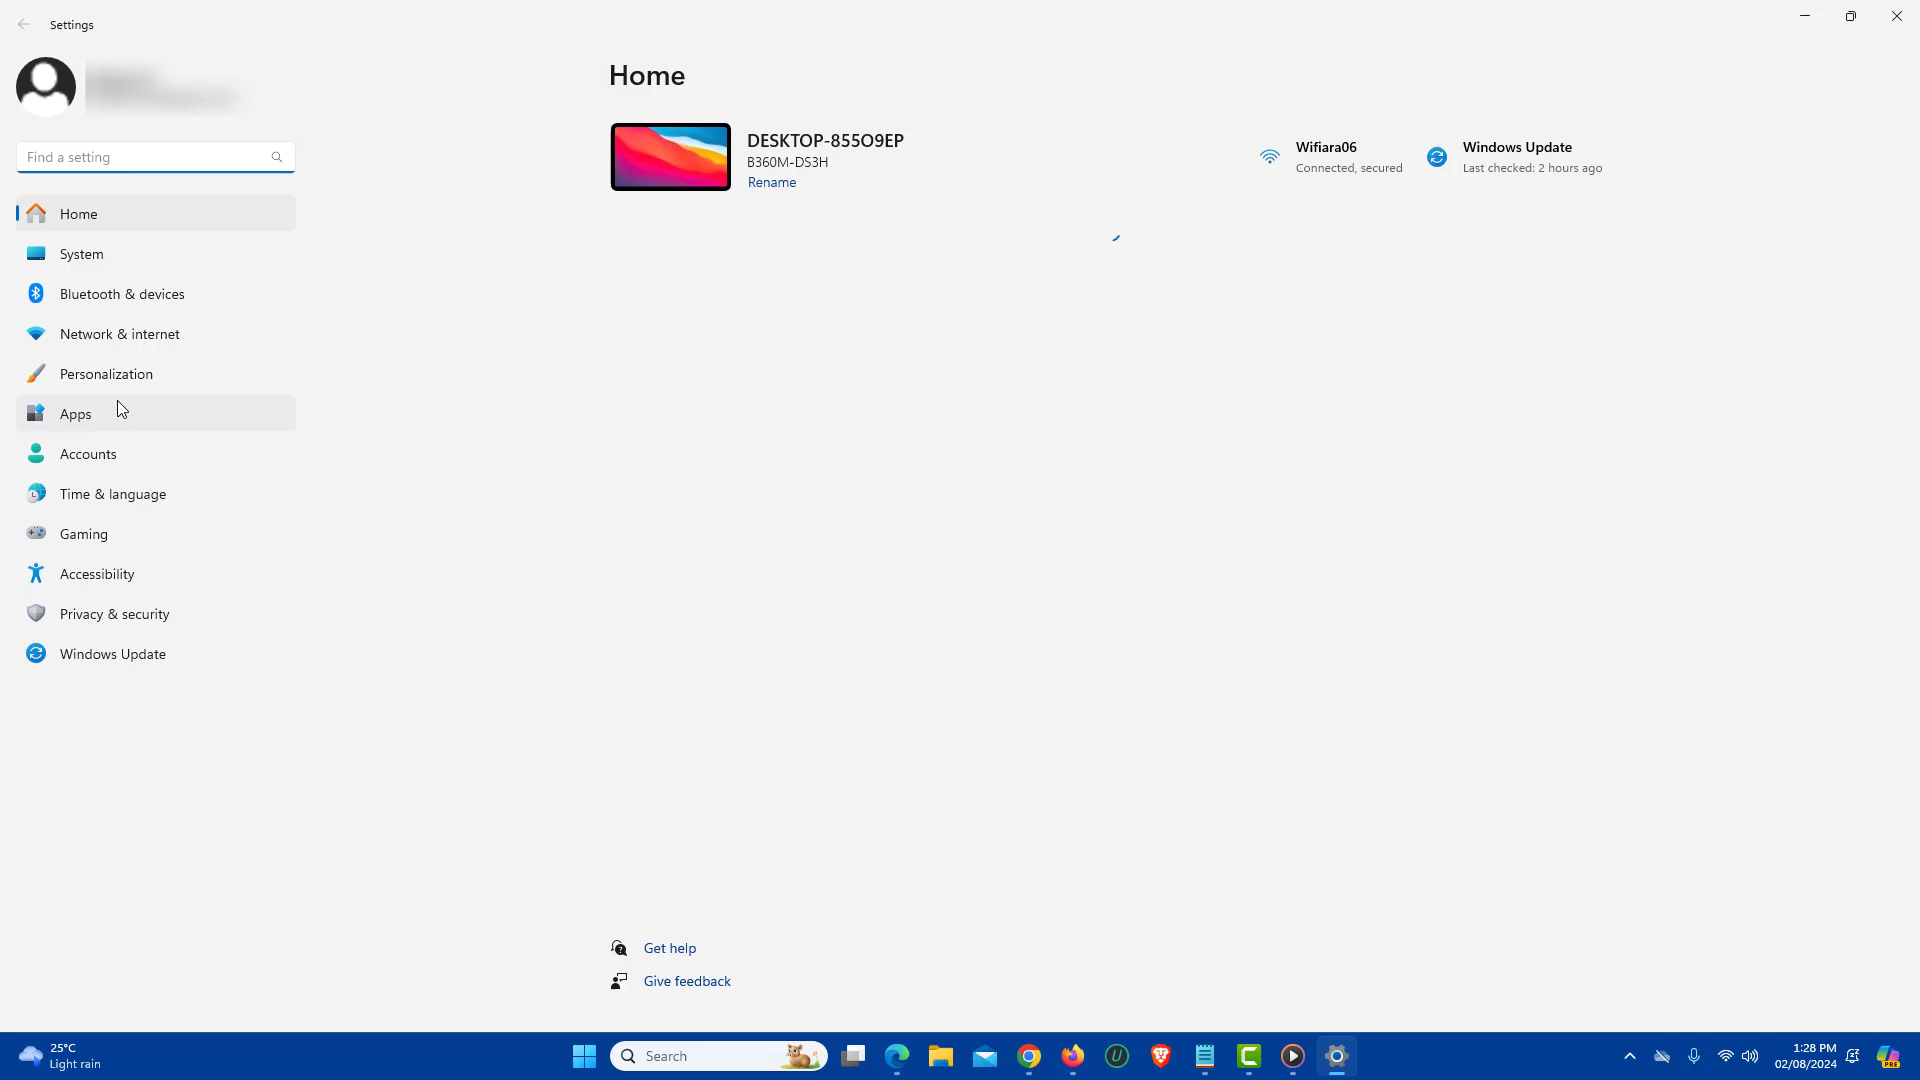 Settings
Find a setting
Home
System
Bluetooth & devices
Network & internet
Personalization
Apps
Accounts
Time & language
Gaming
Accessibility
Privacy & security
Windows Update
Home
DESKTOP-855O9EP
B360M-DS3H
Rename
Wifiara06
Connected, secured
Windows Update
Last checked: 2 hours ago
Get help
Give feedback
25°C
Light rain
Search
1:28 PM
02/08/2024
PRE